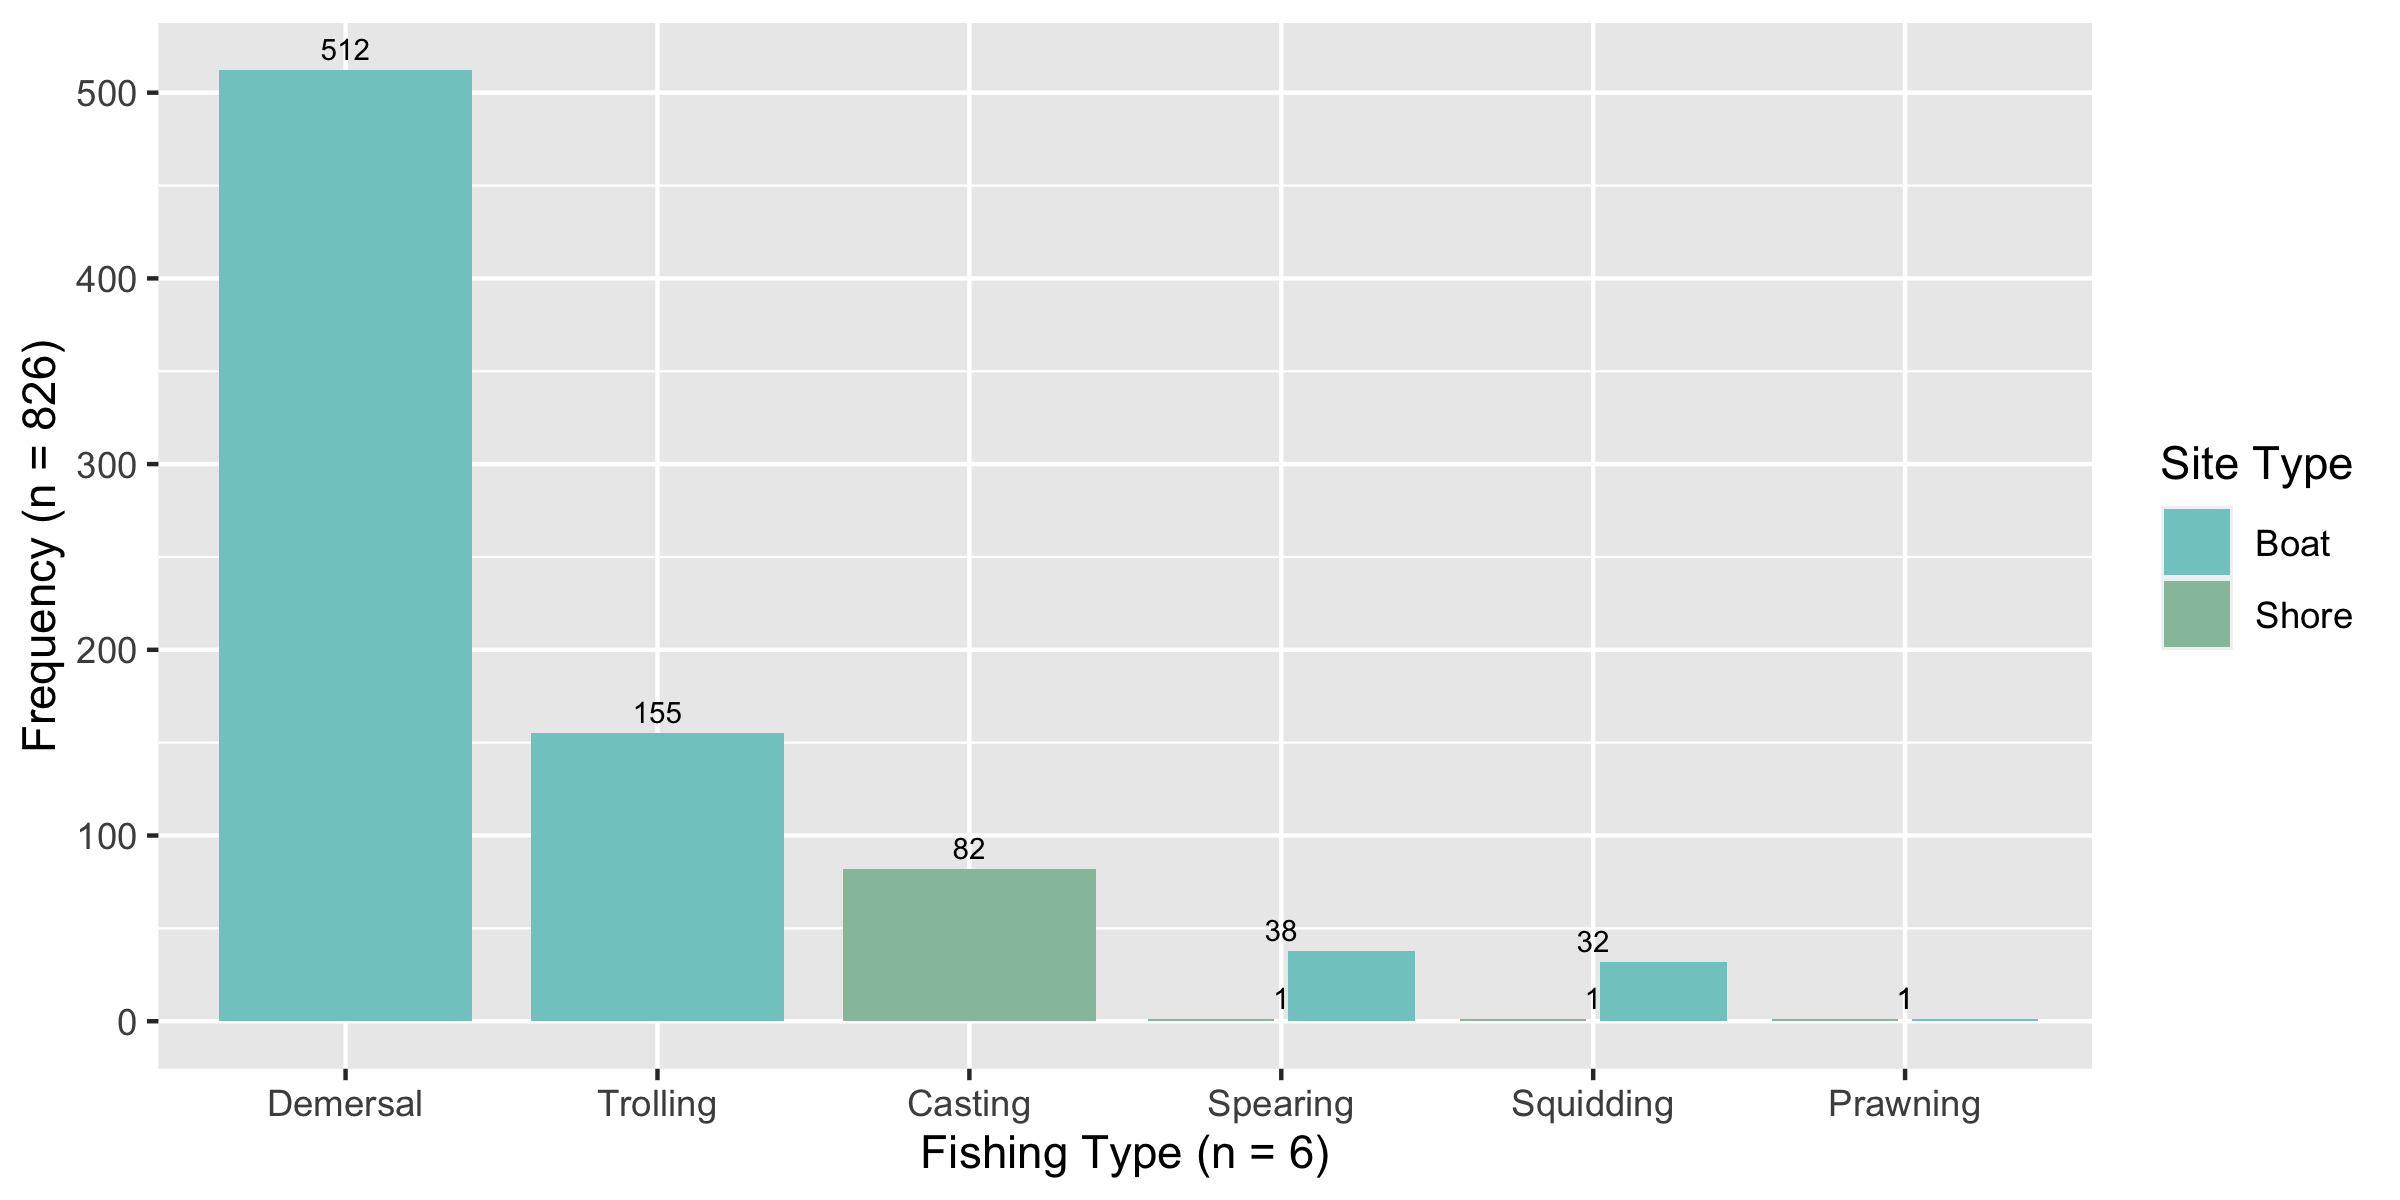 512
500
400
300
200
155
100
82
38
32
1
1
1
0
Demersal
Trolling
Casting
Spearing
Squidding
Prawning
Fishing Type (n = 6)
Frequency (n = 826)
Site Type
Boat
Shore